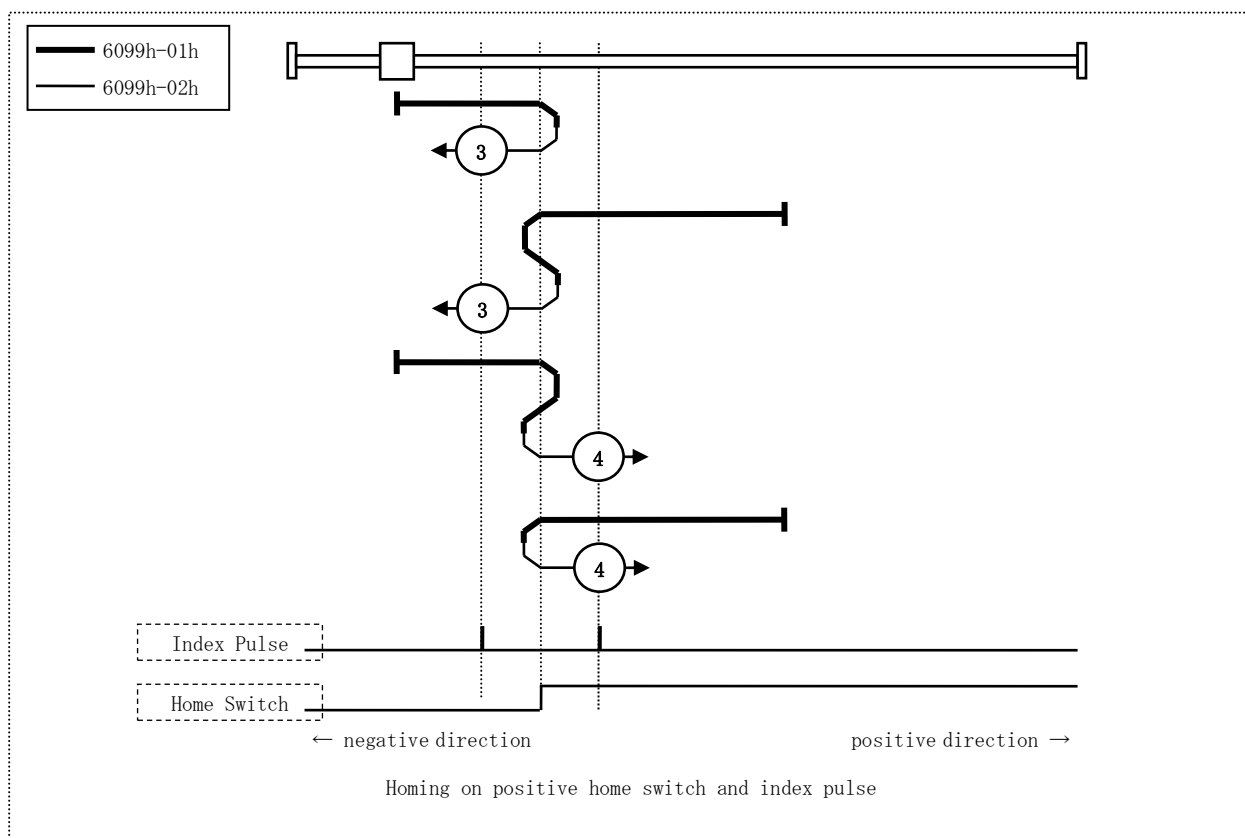 6099h-01h
6099h-02h
3
3
4
4
Index Pulse
Home Switch
← negative direction
positive direction →
Homing on positive home switch and index pulse